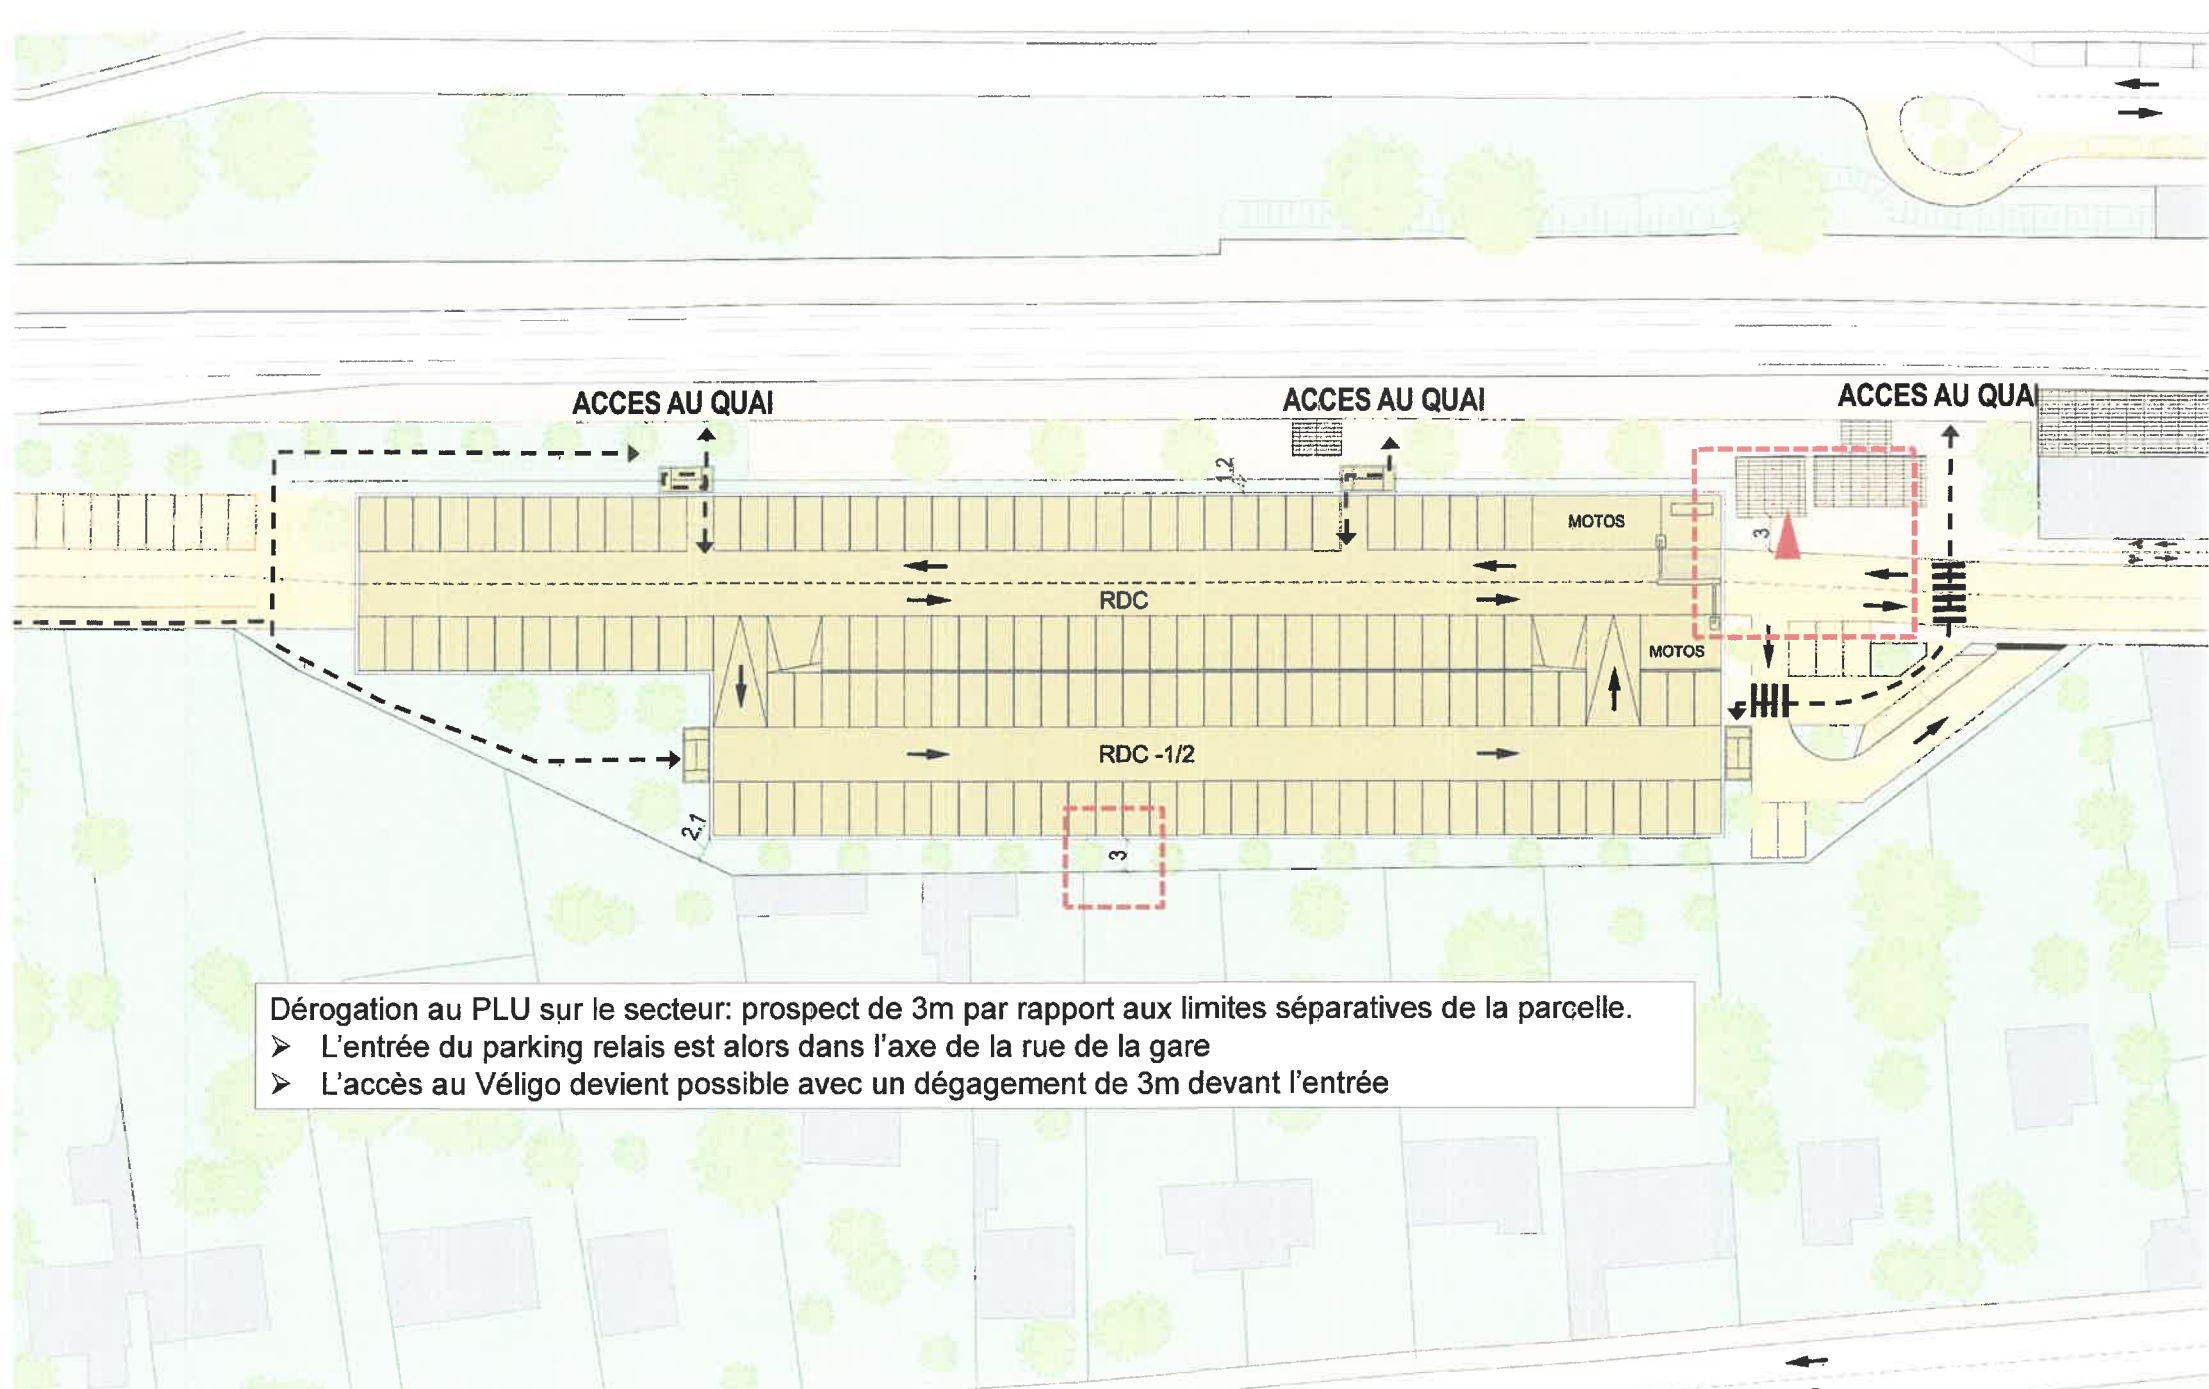 ACCES AU QUAI
ACCES AU QUAI
ACCES AU QUAI
1.2
MOTOS
3
RDC
MOTOS
RDC -1/2
2.1
3
Dérogation au PLU sur le secteur: prospect de 3m par rapport aux limites séparatives de la parcelle.
➢ L'entrée du parking relais est alors dans l'axe de la rue de la gare
➢ L'accès au Véligo devient possible avec un dégagement de 3m devant l'entrée